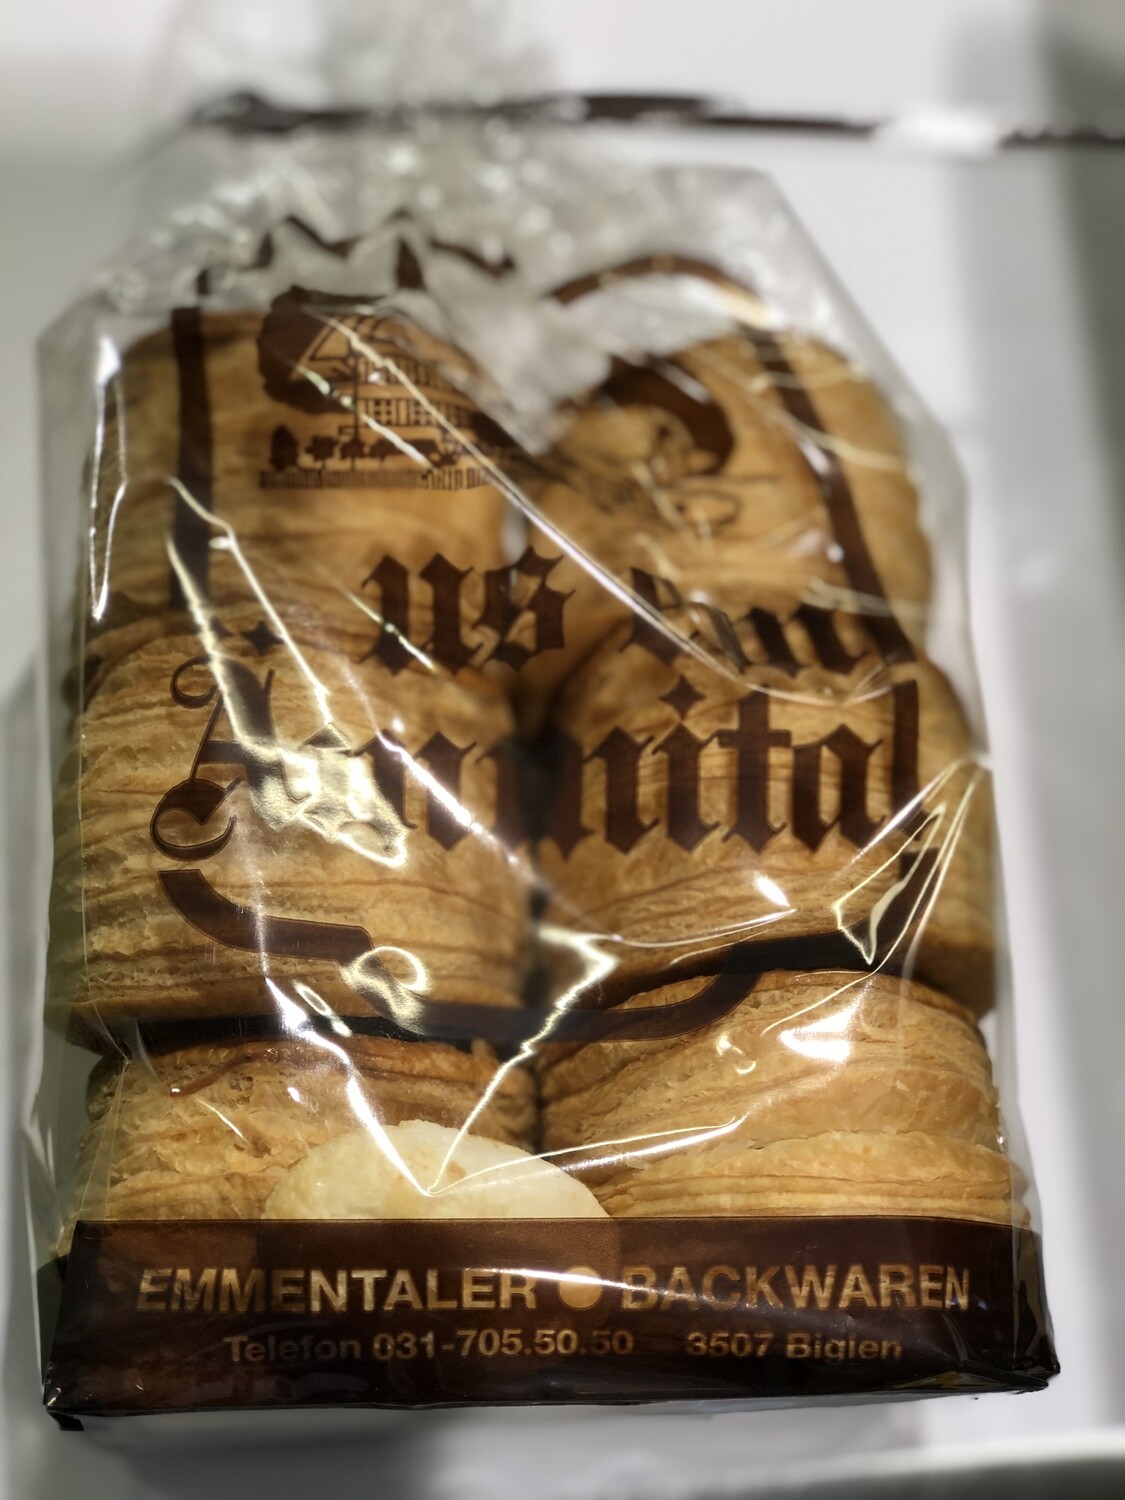 us em
Ämmital
EMMENTALER ● BACKWAREN
Telefon 031-705.50.50 3507 Biglen